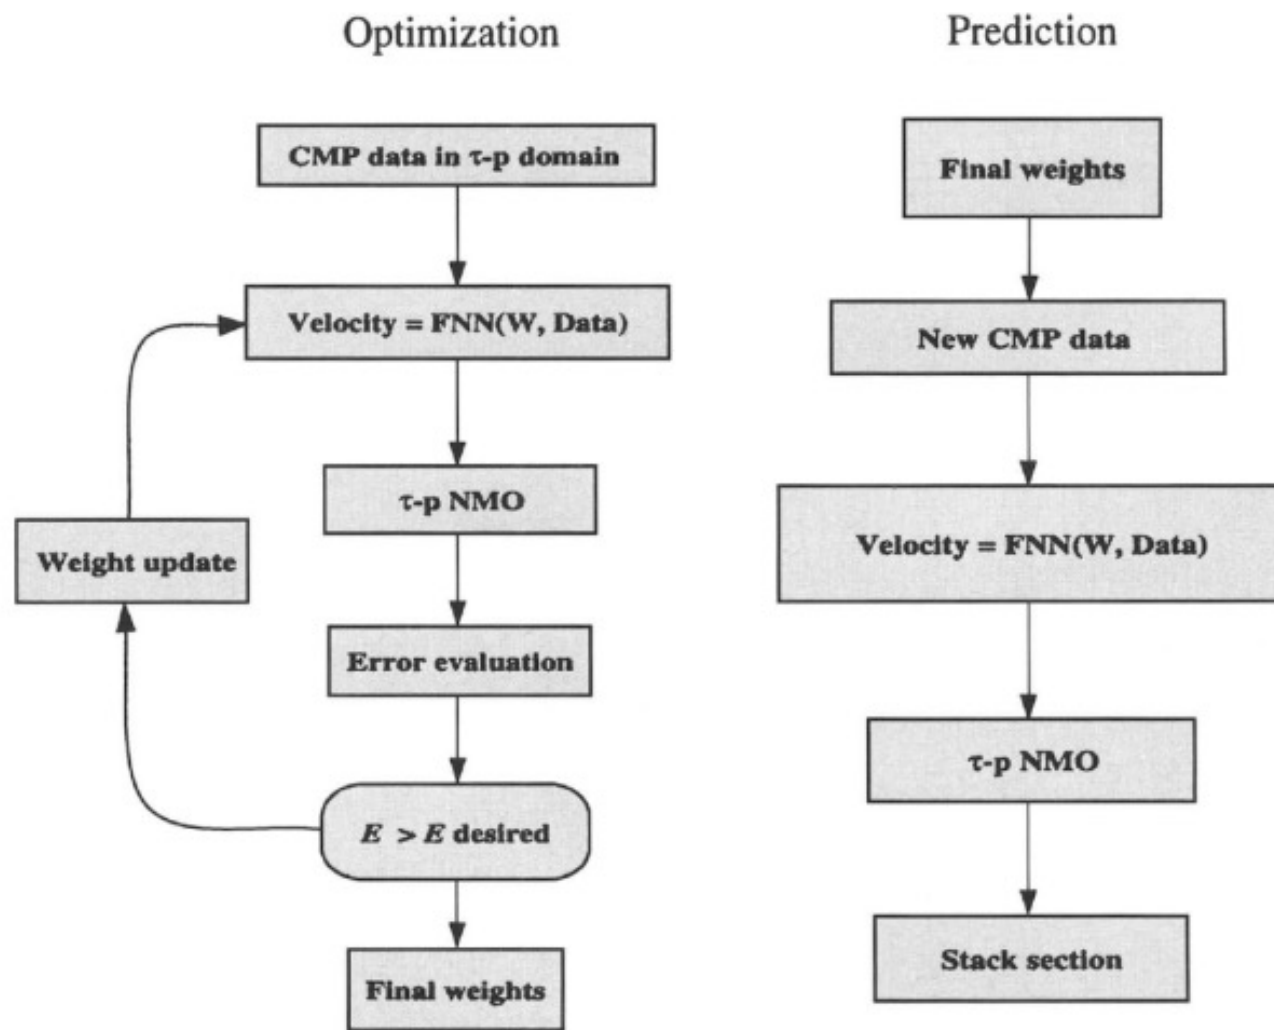 Optimization
CMP data in τ-p domain
Velocity = FNN(W, Data)
τ-p NMO
Weight update
Error evaluation
E > E desired
Final weights
Prediction
Final weights
New CMP data
Velocity = FNN(W, Data)
τ-p NMO
Stack section